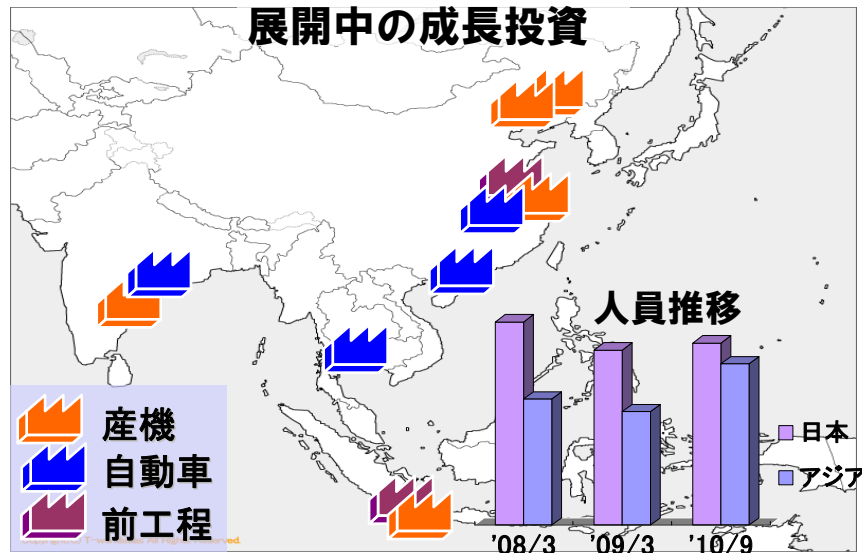 展開中の成長投資
人員推移
産機
自動車
前工程
日本
アジア
'08/3
'09/3
'10/9